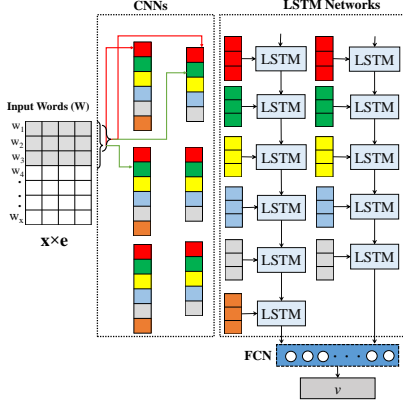 CNNs
LSTM Networks
Input Words (W)
w₁
w₂
w₃
w₄
wₓ
x×e
LSTM
LSTM
LSTM
LSTM
LSTM
LSTM
LSTM
LSTM
LSTM
LSTM
LSTM
FCN
v